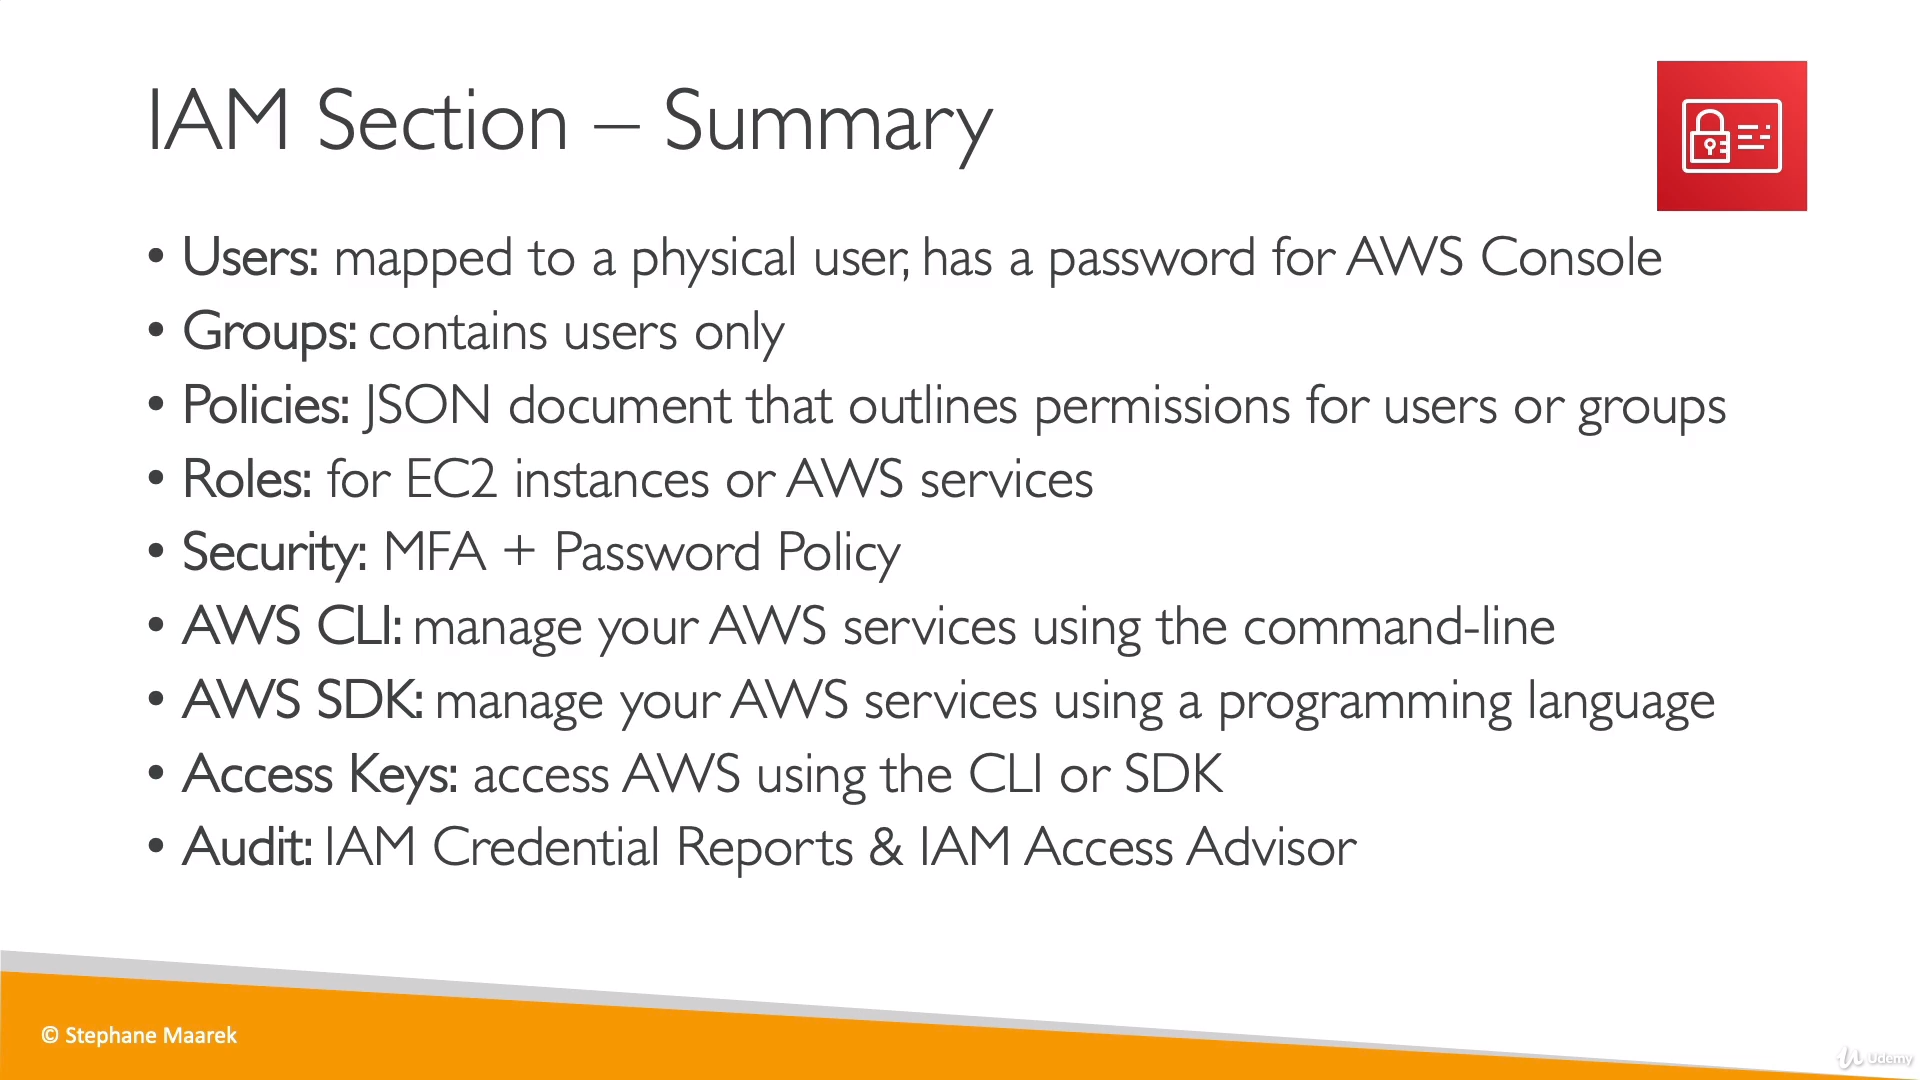 IAM Section – Summary
• Users: mapped to a physical user, has a password for AWS Console
• Groups: contains users only
• Policies: JSON document that outlines permissions for users or groups
• Roles: for EC2 instances or AWS services
• Security: MFA + Password Policy
• AWS CLI: manage your AWS services using the command-line
• AWS SDK: manage your AWS services using a programming language
• Access Keys: access AWS using the CLI or SDK
• Audit: IAM Credential Reports & IAM Access Advisor
© Stephane Maarek
Udemy